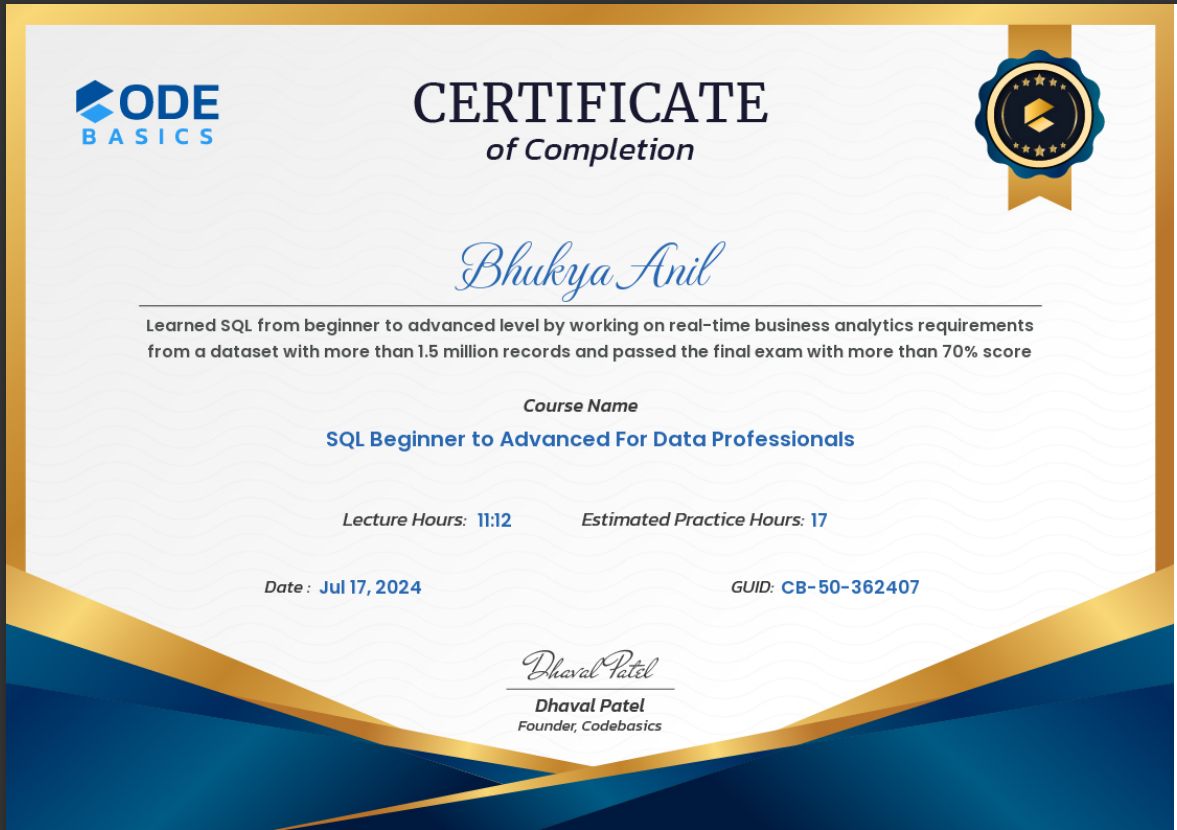 CODE
BASICS
CERTIFICATE
of Completion
Bhukya Anil
Learned SQL from beginner to advanced level by working on real-time business analytics requirements
from a dataset with more than 1.5 million records and passed the final exam with more than 70% score
Course Name
SQL Beginner to Advanced For Data Professionals
Lecture Hours: 11:12 Estimated Practice Hours: 17
Date : Jul 17, 2024 GUID: CB-50-362407
Dhaval Patel
Dhaval Patel
Founder, Codebasics